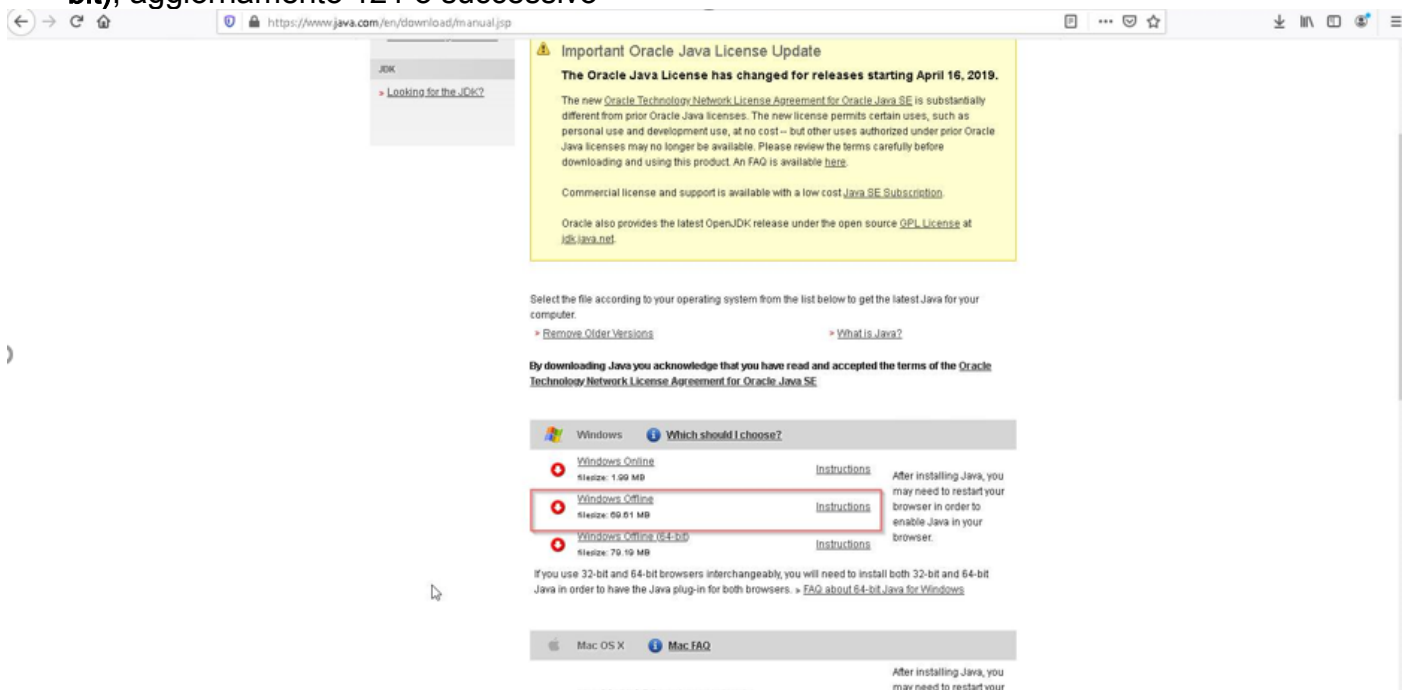 bit), aggiornamento 121 o successivo
https://www.java.com/en/download/manual.jsp
JDK
» Looking for the JDK?
Important Oracle Java License Update
The Oracle Java License has changed for releases starting April 16, 2019.
The new Oracle Technology Network License Agreement for Oracle Java SE is substantially
different from prior Oracle Java licenses. The new license permits certain uses, such as
personal use and development use, at no cost -- but other uses authorized under prior Oracle
Java licenses may no longer be available. Please review the terms carefully before
downloading and using this product. An FAQ is available here.
Commercial license and support is available with a low cost Java SE Subscription.
Oracle also provides the latest OpenJDK release under the open source GPL License at
jdk.java.net.
Select the file according to your operating system from the list below to get the latest Java for your
computer.
» Remove Older Versions
» What is Java?
By downloading Java you acknowledge that you have read and accepted the terms of the Oracle
Technology Network License Agreement for Oracle Java SE
Windows Which should I choose?
Windows Online
filesize: 1.99 MB
Instructions
Windows Offline
filesize: 69.61 MB
Instructions
Windows Offline (64-bit)
filesize: 79.19 MB
Instructions
After installing Java, you
may need to restart your
browser in order to
enable Java in your
browser.
If you use 32-bit and 64-bit browsers interchangeably, you will need to install both 32-bit and 64-bit
Java in order to have the Java plug-in for both browsers. » FAQ about 64-bit Java for Windows
Mac OS X Mac FAQ
After installing Java, you
may need to restart your